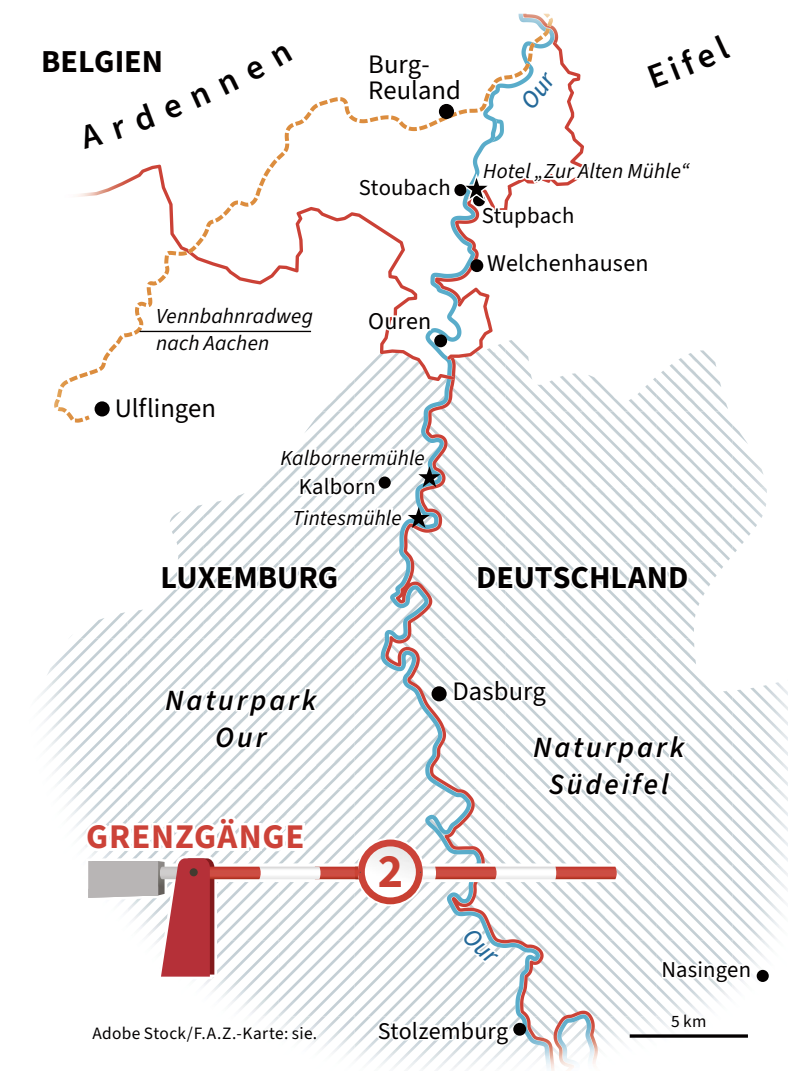 BELGIEN
Ardennen
Burg-
Reuland
Eifel
Our
Hotel „Zur Alten Mühle“
Stoubach
Stupbach
Welchenhausen
Vennbahnradweg
nach Aachen
Ouren
Ulflingen
Kalbornermühle
Kalborn
Tintesmühle
LUXEMBURG
DEUTSCHLAND
Naturpark
Our
Dasburg
Naturpark
Südeifel
GRENZGÄNGE
2
Our
Nasingen
Adobe Stock/F.A.Z.-Karte: sie.
Stolzemburg
5 km